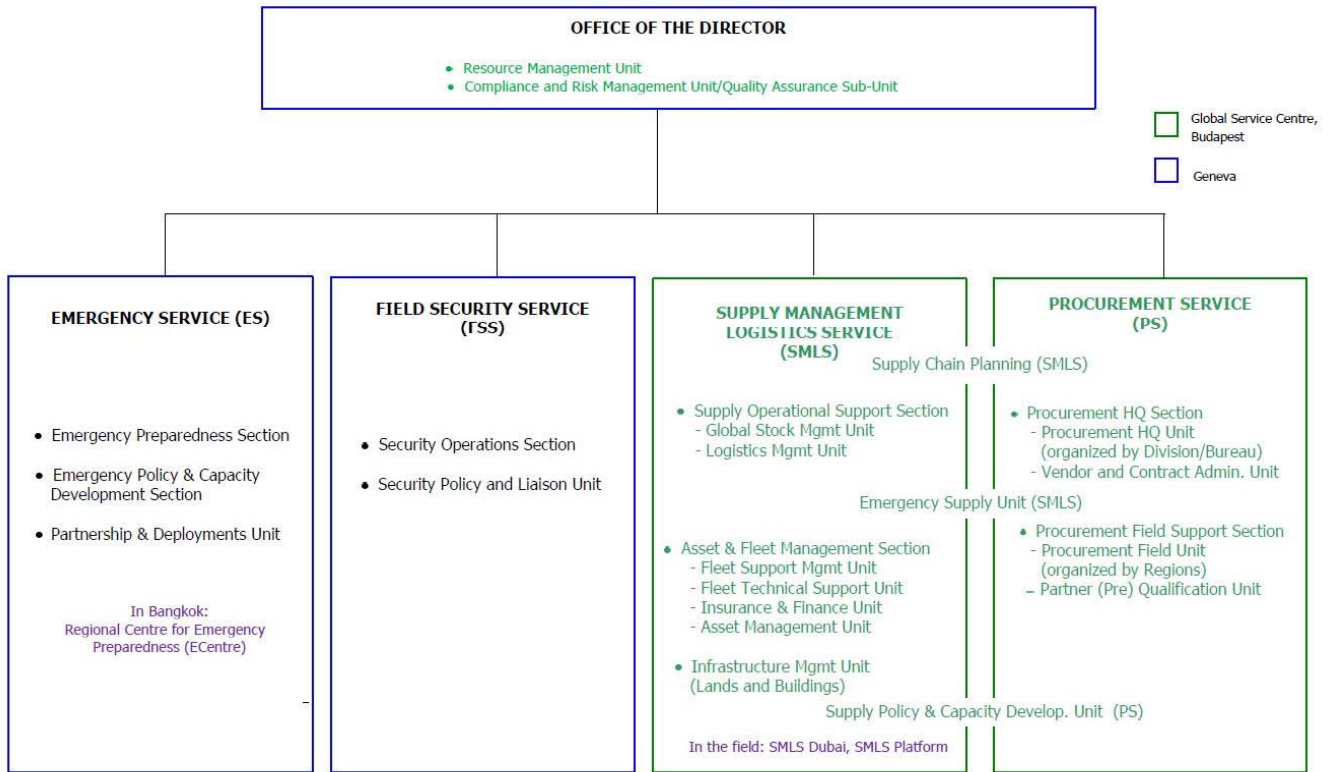 OFFICE OF THE DIRECTOR
• Resource Management Unit
• Compliance and Risk Management Unit/Quality Assurance Sub-Unit
Global Service Centre,
Budapest
Geneva
EMERGENCY SERVICE (ES)
• Emergency Preparedness Section
• Emergency Policy & Capacity
Development Section
• Partnership & Deployments Unit
In Bangkok:
Regional Centre for Emergency
Preparedness (ECentre)
FIELD SECURITY SERVICE
(FSS)
• Security Operations Section
• Security Policy and Liaison Unit
SUPPLY MANAGEMENT
LOGISTICS SERVICE
(SMLS)
PROCUREMENT SERVICE
(PS)
Supply Chain Planning (SMLS)
• Supply Operational Support Section
- Global Stock Mgmt Unit
- Logistics Mgmt Unit
• Procurement HQ Section
- Procurement HQ Unit
(organized by Division/Bureau)
- Vendor and Contract Admin. Unit
Emergency Supply Unit (SMLS)
• Asset & Fleet Management Section
- Fleet Support Mgmt Unit
- Fleet Technical Support Unit
- Insurance & Finance Unit
- Asset Management Unit
• Infrastructure Mgmt Unit
(Lands and Buildings)
• Procurement Field Support Section
- Procurement Field Unit
(organized by Regions)
– Partner (Pre) Qualification Unit
Supply Policy & Capacity Develop. Unit (PS)
In the field: SMLS Dubai, SMLS Platform